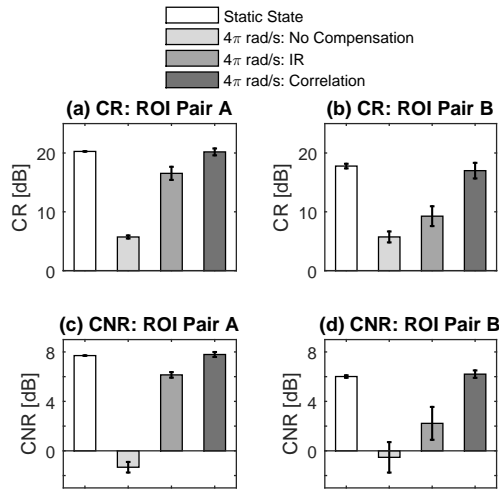 Static State
4π rad/s: No Compensation
4π rad/s: IR
4π rad/s: Correlation
(a) CR: ROI Pair A
CR [dB]
20
10
0
(b) CR: ROI Pair B
CR [dB]
20
10
0
(c) CNR: ROI Pair A
CNR [dB]
8
4
0
(d) CNR: ROI Pair B
CNR [dB]
8
4
0